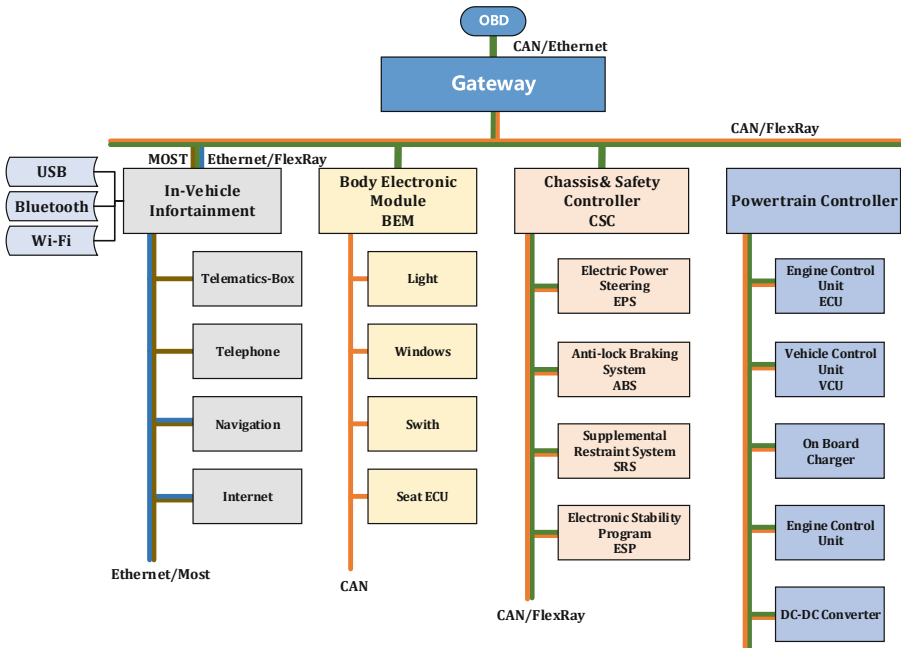 OBD
CAN/Ethernet
Gateway
CAN/FlexRay
MOST
Ethernet/FlexRay
USB
Bluetooth
Wi-Fi
In-Vehicle
Infortainment
Body Electronic
Module
BEM
Chassis& Safety
Controller
CSC
Powertrain Controller
Telematics-Box
Telephone
Navigation
Internet
Ethernet/Most
Light
Windows
Swith
Seat ECU
CAN
Electric Power
Steering
EPS
Anti-lock Braking
System
ABS
Supplemental
Restraint System
SRS
Electronic Stability
Program
ESP
CAN/FlexRay
Engine Control
Unit
ECU
Vehicle Control
Unit
VCU
On Board
Charger
Engine Control
Unit
DC-DC Converter